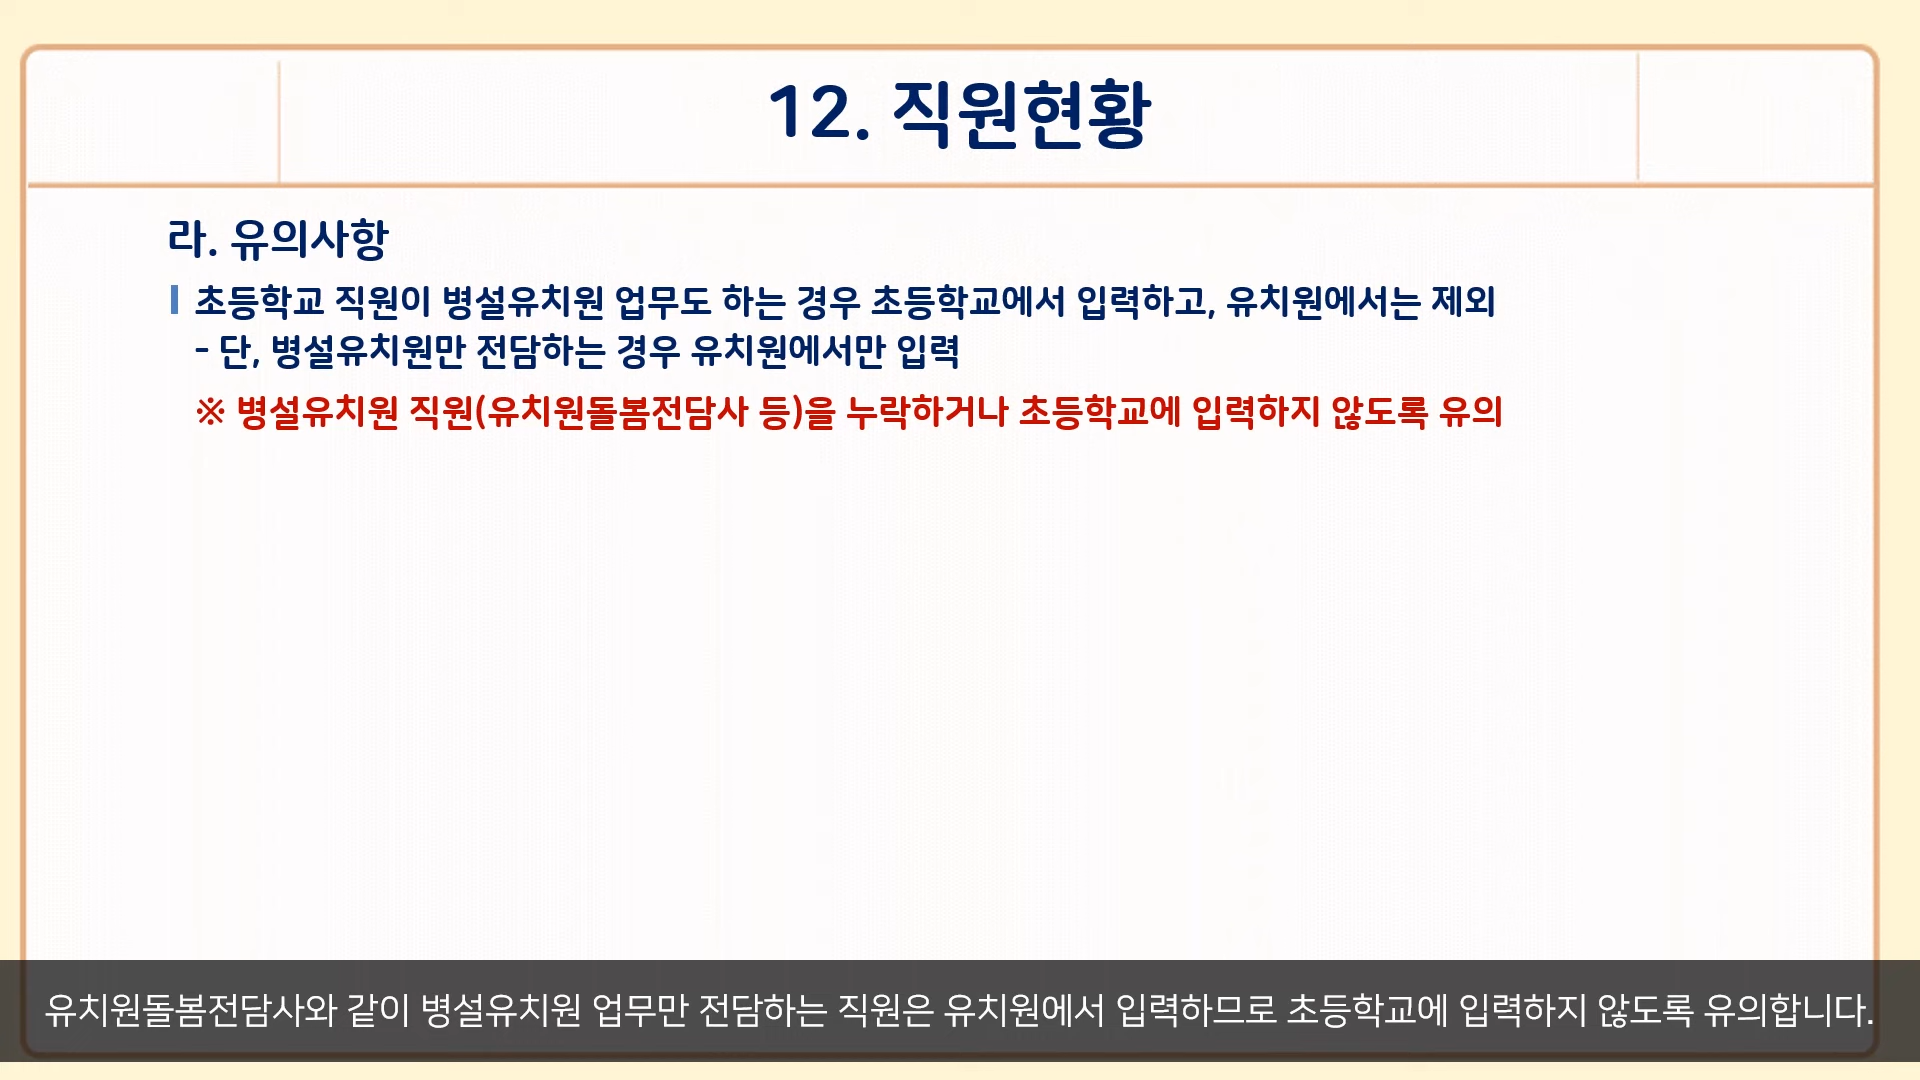 12. 직원현황
라. 유의사항
초등학교 직원이 병설유치원 업무도 하는 경우 초등학교에서 입력하고, 유치원에서는 제외
- 단, 병설유치원만 전담하는 경우 유치원에서만 입력
※ 병설유치원 직원(유치원돌봄전담사 등)을 누락하거나 초등학교에 입력하지 않도록 유의
유치원돌봄전담사와 같이 병설유치원 업무만 전담하는 직원은 유치원에서 입력하므로 초등학교에 입력하지 않도록 유의합니다.